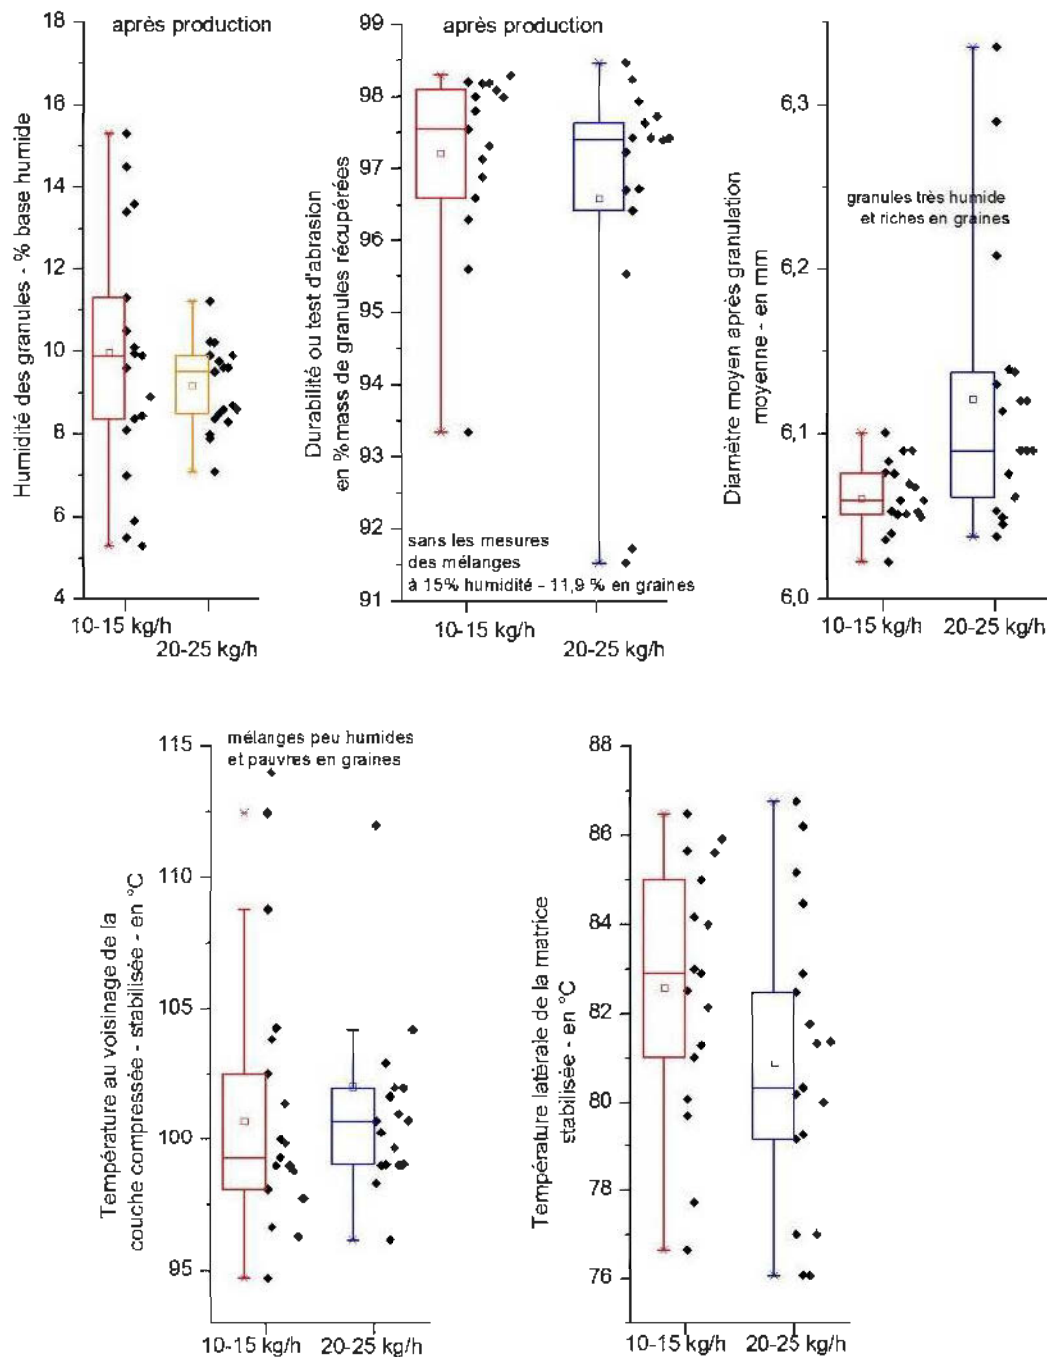 après production
Humidité des granules - % base humide
18
16
14
12
10
8
6
4
10-15 kg/h
20-25 kg/h
après production
Durabilité ou test d'abrasion
en %mass de granules récupérées
99
98
97
96
95
94
93
92
91
sans les mesures
des mélanges
à 15% humidité - 11,9 % en graines
10-15 kg/h
20-25 kg/h
Diamètre moyen après granulation
moyenne - en mm
6,3
6,2
6,1
6,0
granules très humide
et riches en graines
10-15 kg/h
20-25 kg/h
mélanges peu humides
et pauvres en graines
Température au voisinage de la
couche compressée - stabilisée - en °C
115
110
105
100
95
10-15 kg/h
20-25 kg/h
Température latérale de la matrice
stabilisée - en °C
88
86
84
82
80
78
76
10-15 kg/h
20-25 kg/h